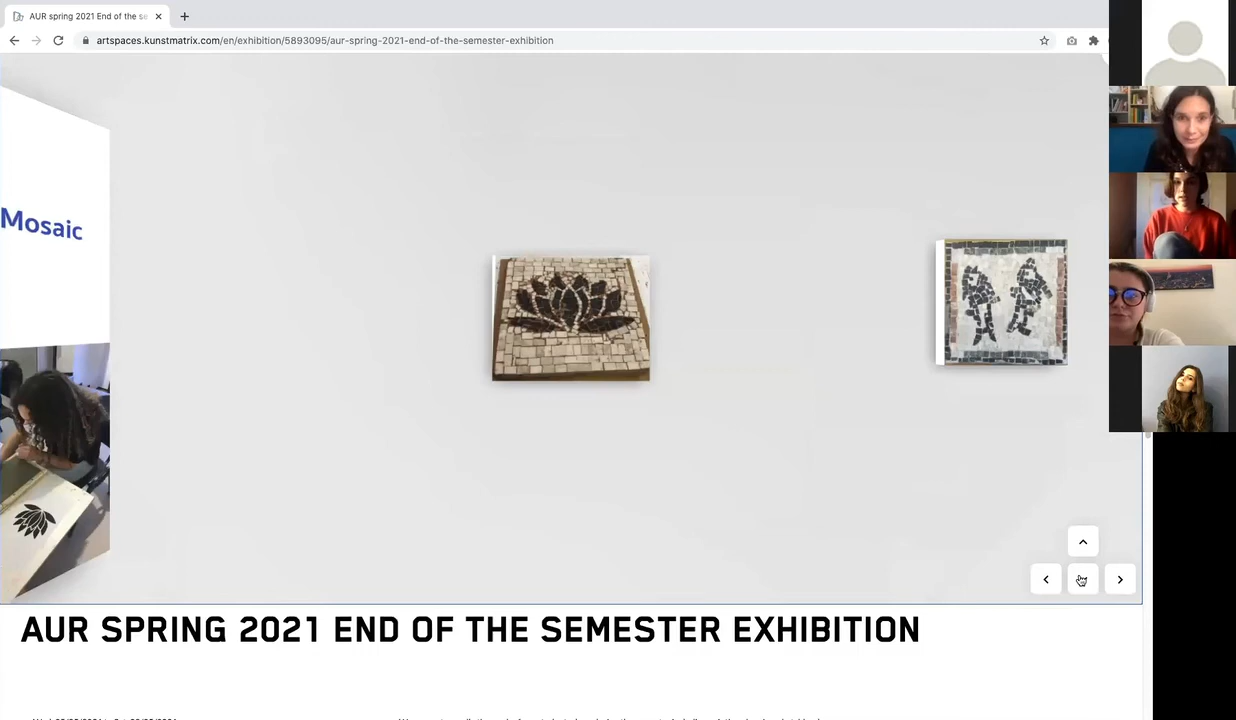 AUR spring 2021 End of the se
artspaces.kunstmatrix.com/en/exhibition/5893095/aur-spring-2021-end-of-the-semester-exhibition
Mosaic
AUR SPRING 2021 END OF THE SEMESTER EXHIBITION